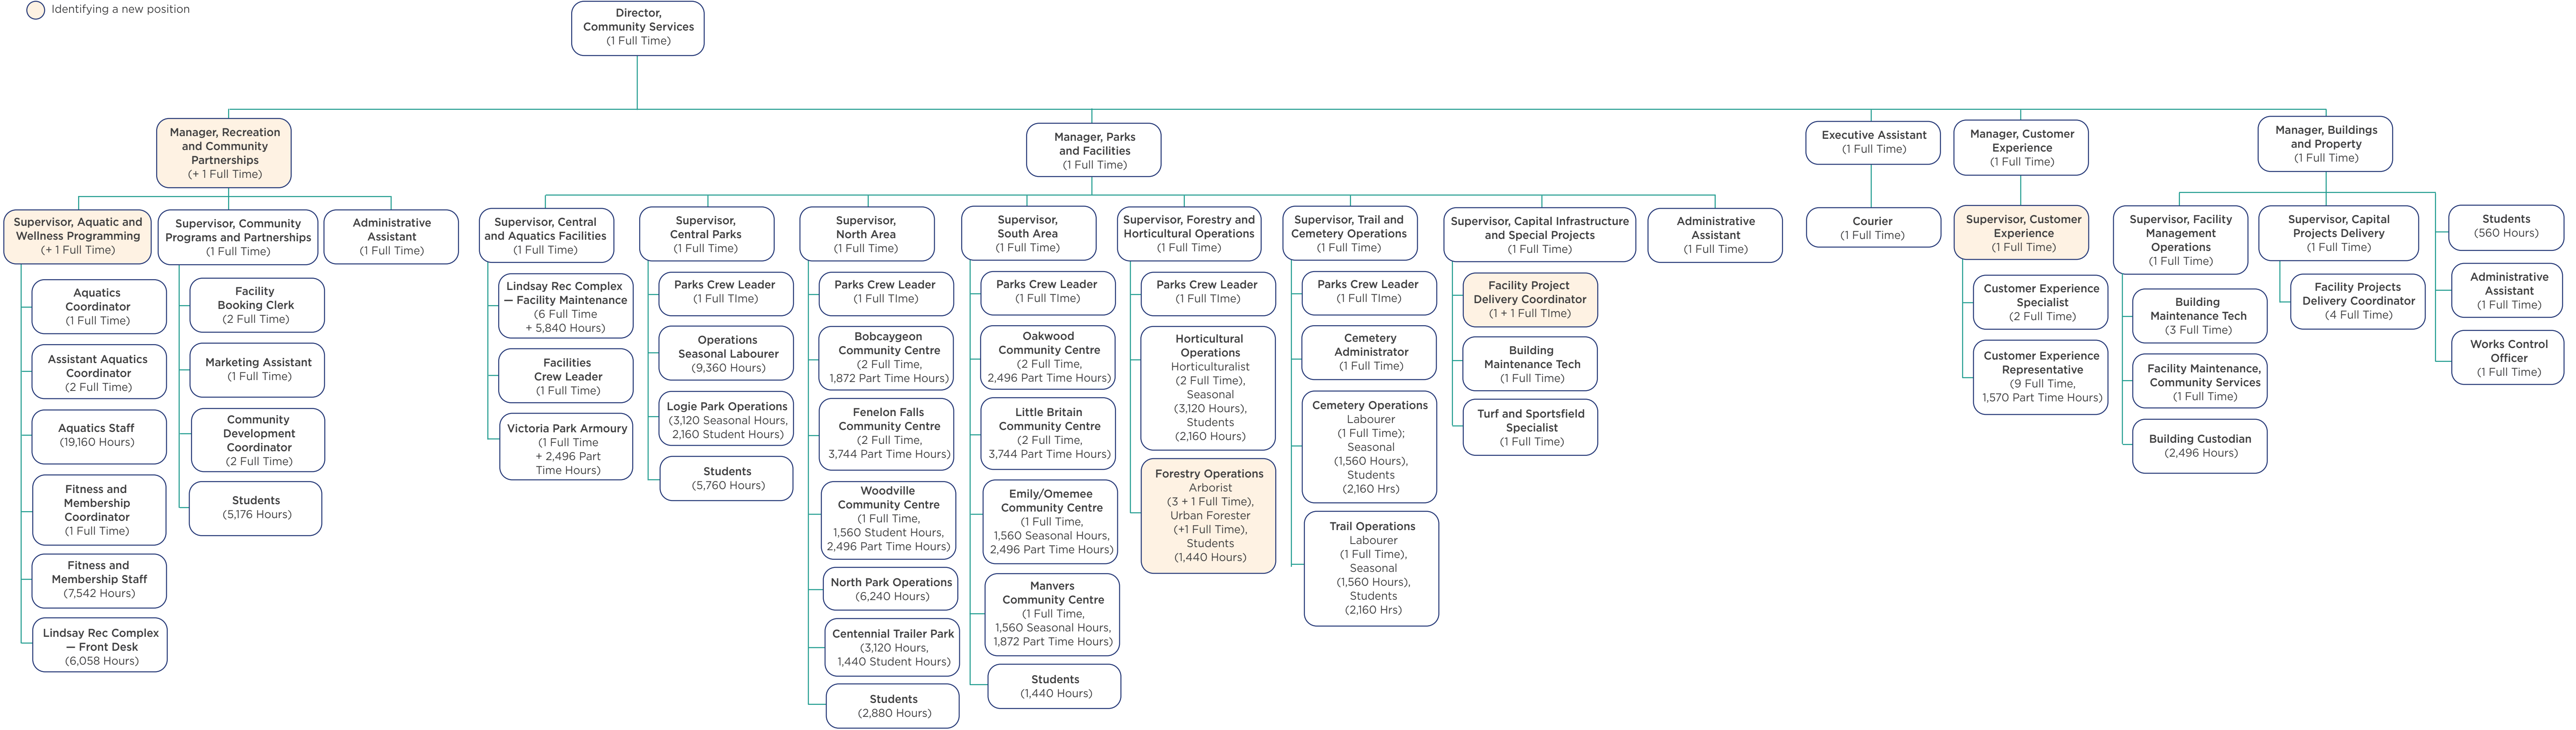 Identifying a new position
Director,
Community Services
(1 Full Time)
Manager, Recreation
and Community
Partnerships
(+ 1 Full Time)
Manager, Parks
and Facilities
(1 Full Time)
Executive Assistant
(1 Full Time)
Manager, Customer
Experience
(1 Full Time)
Manager, Buildings
and Property
(1 Full Time)
Supervisor, Aquatic and
Wellness Programming
(+ 1 Full Time)
Aquatics
Coordinator
(1 Full Time)
Assistant Aquatics
Coordinator
(2 Full Time)
Aquatics Staff
(19,160 Hours)
Fitness and
Membership
Coordinator
(1 Full Time)
Fitness and
Membership Staff
(7,542 Hours)
Lindsay Rec Complex
— Front Desk
(6,058 Hours)
Supervisor, Community
Programs and Partnerships
(1 Full Time)
Facility
Booking Clerk
(2 Full Time)
Marketing Assistant
(1 Full Time)
Community
Development
Coordinator
(2 Full Time)
Students
(5,176 Hours)
Administrative
Assistant
(1 Full Time)
Supervisor, Central
and Aquatics Facilities
(1 Full Time)
Lindsay Rec Complex
— Facility Maintenance
(6 Full Time
+ 5,840 Hours)
Facilities
Crew Leader
(1 Full Time)
Victoria Park Armoury
(1 Full Time
+ 2,496 Part
Time Hours)
Supervisor,
Central Parks
(1 Full Time)
Parks Crew Leader
(1 Full TIme)
Operations
Seasonal Labourer
(9,360 Hours)
Logie Park Operations
(3,120 Seasonal Hours,
2,160 Student Hours)
Students
(5,760 Hours)
Supervisor,
North Area
(1 Full Time)
Parks Crew Leader
(1 Full TIme)
Bobcaygeon
Community Centre
(2 Full Time,
1,872 Part Time Hours)
Fenelon Falls
Community Centre
(2 Full Time,
3,744 Part Time Hours)
Woodville
Community Centre
(1 Full Time,
1,560 Student Hours,
2,496 Part Time Hours)
North Park Operations
(6,240 Hours)
Centennial Trailer Park
(3,120 Hours,
1,440 Student Hours)
Students
(2,880 Hours)
Supervisor,
South Area
(1 Full Time)
Parks Crew Leader
(1 Full TIme)
Oakwood
Community Centre
(2 Full Time,
2,496 Part Time Hours)
Little Britain
Community Centre
(2 Full Time,
3,744 Part Time Hours)
Emily/Omemee
Community Centre
(1 Full Time,
1,560 Seasonal Hours,
2,496 Part Time Hours)
Manvers
Community Centre
(1 Full Time,
1,560 Seasonal Hours,
1,872 Part Time Hours)
Students
(1,440 Hours)
Supervisor, Forestry and
Horticultural Operations
(1 Full Time)
Parks Crew Leader
(1 Full TIme)
Horticultural
Operations
Horticulturalist
(2 Full Time),
Seasonal
(3,120 Hours),
Students
(2,160 Hours)
Forestry Operations
Arborist
(3 + 1 Full Time),
Urban Forester
(+1 Full Time),
Students
(1,440 Hours)
Supervisor, Trail and
Cemetery Operations
(1 Full Time)
Parks Crew Leader
(1 Full TIme)
Cemetery
Administrator
(1 Full Time)
Cemetery Operations
Labourer
(1 Full Time);
Seasonal
(1,560 Hours),
Students
(2,160 Hrs)
Trail Operations
Labourer
(1 Full Time),
Seasonal
(1,560 Hours),
Students
(2,160 Hrs)
Supervisor, Capital Infrastructure
and Special Projects
(1 Full Time)
Facility Project
Delivery Coordinator
(1 + 1 Full TIme)
Building
Maintenance Tech
(1 Full Time)
Turf and Sportsfield
Specialist
(1 Full Time)
Administrative
Assistant
(1 Full Time)
Courier
(1 Full Time)
Supervisor, Customer
Experience
(1 Full Time)
Customer Experience
Specialist
(2 Full Time)
Customer Experience
Representative
(9 Full Time,
1,570 Part Time Hours)
Supervisor, Facility
Management
Operations
(1 Full Time)
Building
Maintenance Tech
(3 Full Time)
Facility Maintenance,
Community Services
(1 Full Time)
Building Custodian
(2,496 Hours)
Supervisor, Capital
Projects Delivery
(1 Full Time)
Facility Projects
Delivery Coordinator
(4 Full Time)
Students
(560 Hours)
Administrative
Assistant
(1 Full Time)
Works Control
Officer
(1 Full Time)